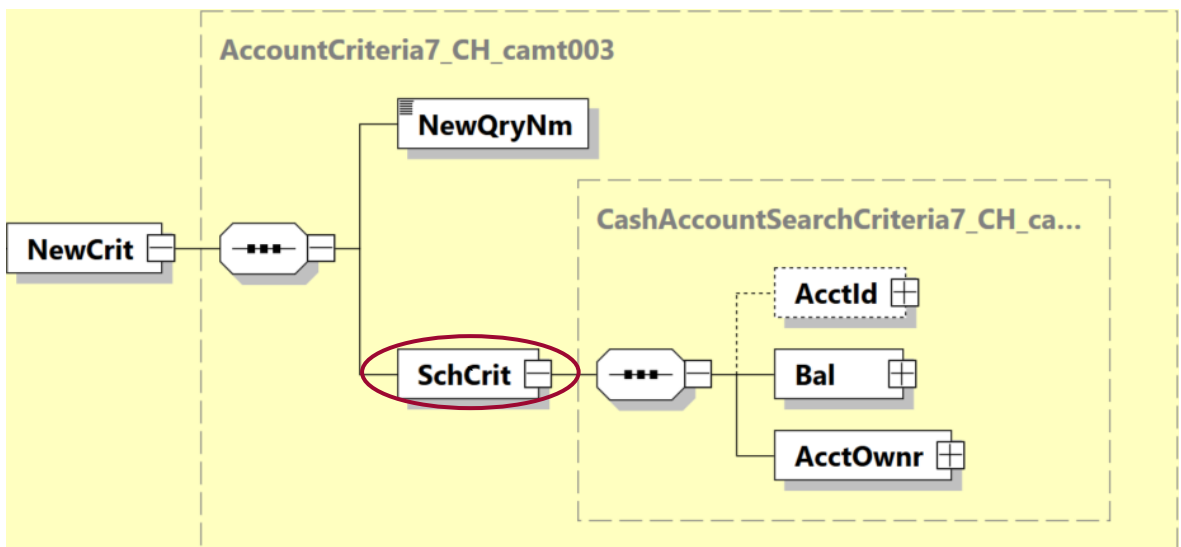 AccountCriteria7_CH_camt003
NewQryNm
CashAccountSearchCriteria7_CH_ca...
NewCrit
AcctId
SchCrit
Bal
AcctOwnr